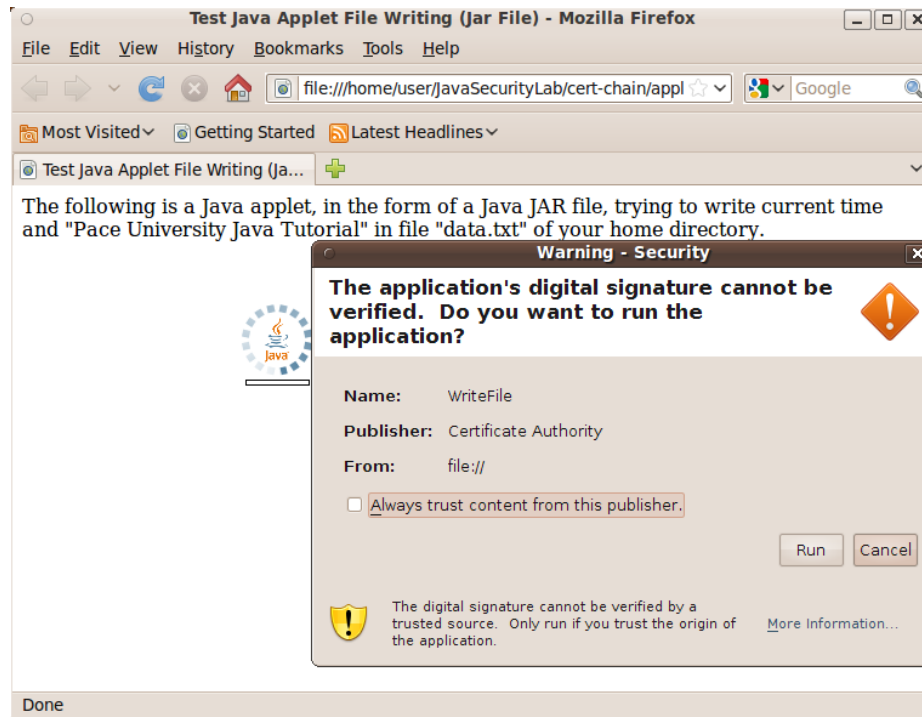 Test Java Applet File Writing (Jar File) - Mozilla Firefox
File Edit View History Bookmarks Tools Help
file:///home/user/JavaSecurityLab/cert-chain/appl Google
Most Visited Getting Started Latest Headlines
Test Java Applet File Writing (Ja...
The following is a Java applet, in the form of a Java JAR file, trying to write current time
and "Pace University Java Tutorial" in file "data.txt" of your home directory.
Warning - Security
The application's digital signature cannot be
verified. Do you want to run the
application?
Java
Name: WriteFile
Publisher: Certificate Authority
From: file://
Always trust content from this publisher.
Run Cancel
The digital signature cannot be verified by a
trusted source. Only run if you trust the origin of
the application.
More Information...
Done